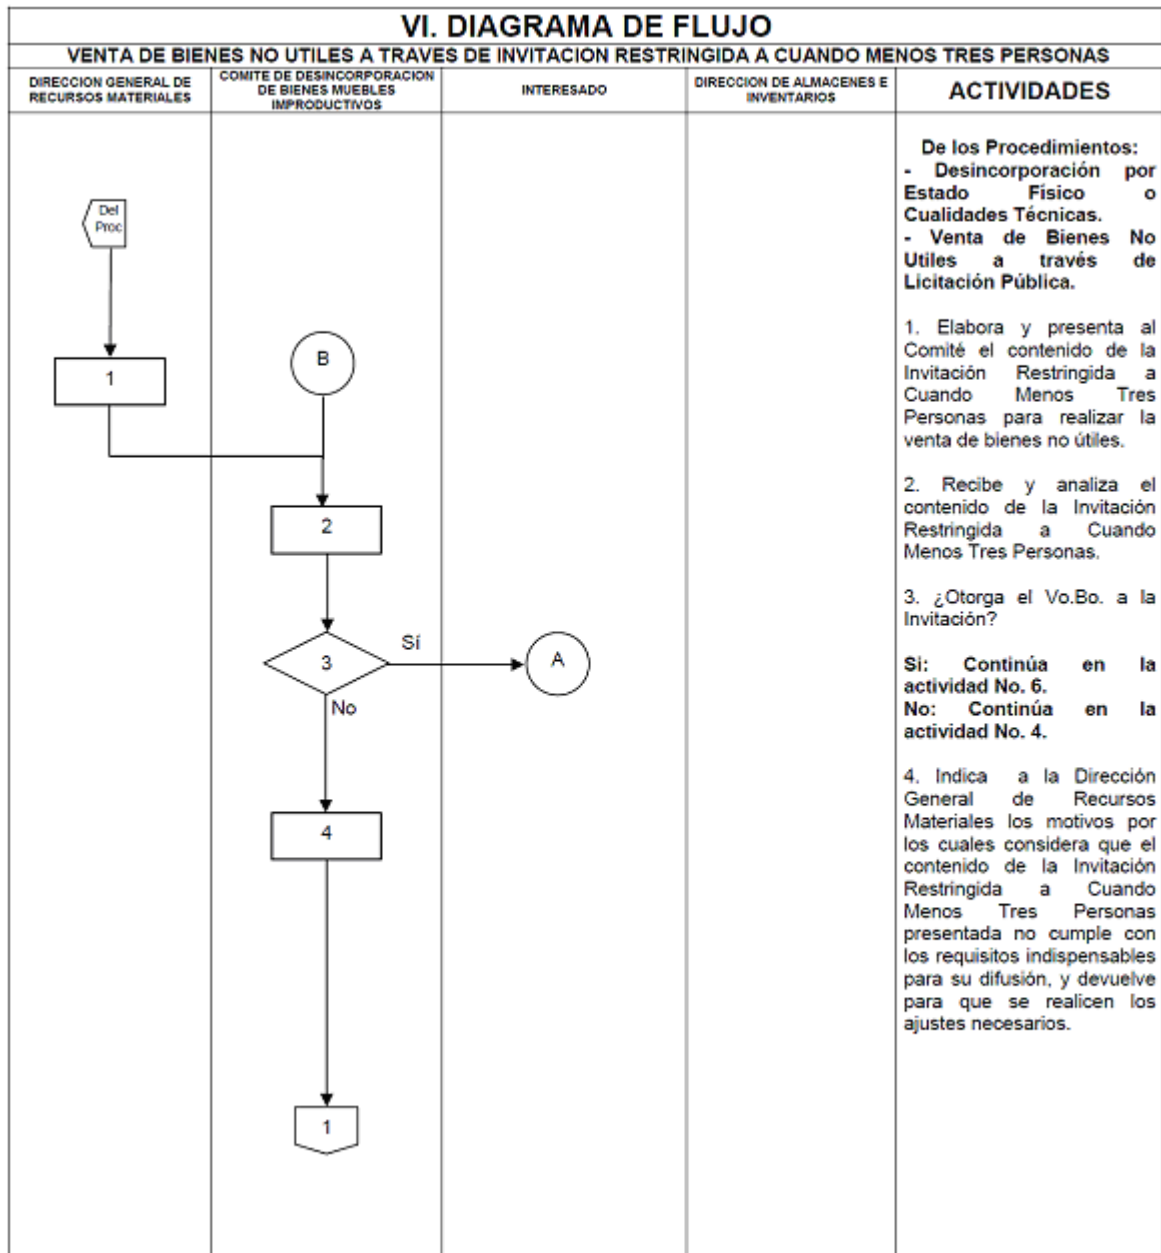 VI. DIAGRAMA DE FLUJO
VENTA DE BIENES NO UTILES A TRAVES DE INVITACION RESTRINGIDA A CUANDO MENOS TRES PERSONAS
DIRECCION GENERAL DE
RECURSOS MATERIALES
COMITE DE DESINCORPORACION
DE BIENES MUEBLES
IMPRODUCTIVOS
INTERESADO
DIRECCION DE ALMACENES E
INVENTARIOS
ACTIVIDADES
Del
Proc
1
B
2
3
Sí
A
No
4
1
De los Procedimientos:
- Desincorporación por
Estado Físico o
Cualidades Técnicas.
- Venta de Bienes No
Utiles a través de
Licitación Pública.
1. Elabora y presenta al
Comité el contenido de la
Invitación Restringida a
Cuando Menos Tres
Personas para realizar la
venta de bienes no útiles.
2. Recibe y analiza el
contenido de la Invitación
Restringida a Cuando
Menos Tres Personas.
3. ¿Otorga el Vo.Bo. a la
Invitación?
Si: Continúa en la
actividad No. 6.
No: Continúa en la
actividad No. 4.
4. Indica a la Dirección
General de Recursos
Materiales los motivos por
los cuales considera que el
contenido de la Invitación
Restringida a Cuando
Menos Tres Personas
presentada no cumple con
los requisitos indispensables
para su difusión, y devuelve
para que se realicen los
ajustes necesarios.